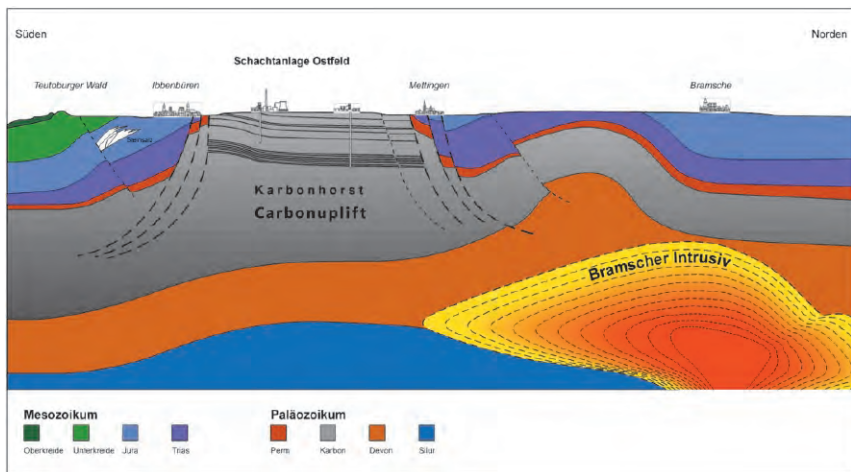 Süden
Norden
Schachtanlage Ostfeld
Teutoburger Wald
Ibbenbüren
Mettingen
Bramsche
Karbonhorst
Carbonuplift
Bramscher Intrusiv
Mesozoikum
Paläozoikum
Oberkreide
Unterkreide
Jura
Trias
Perm
Karbon
Devon
Silur